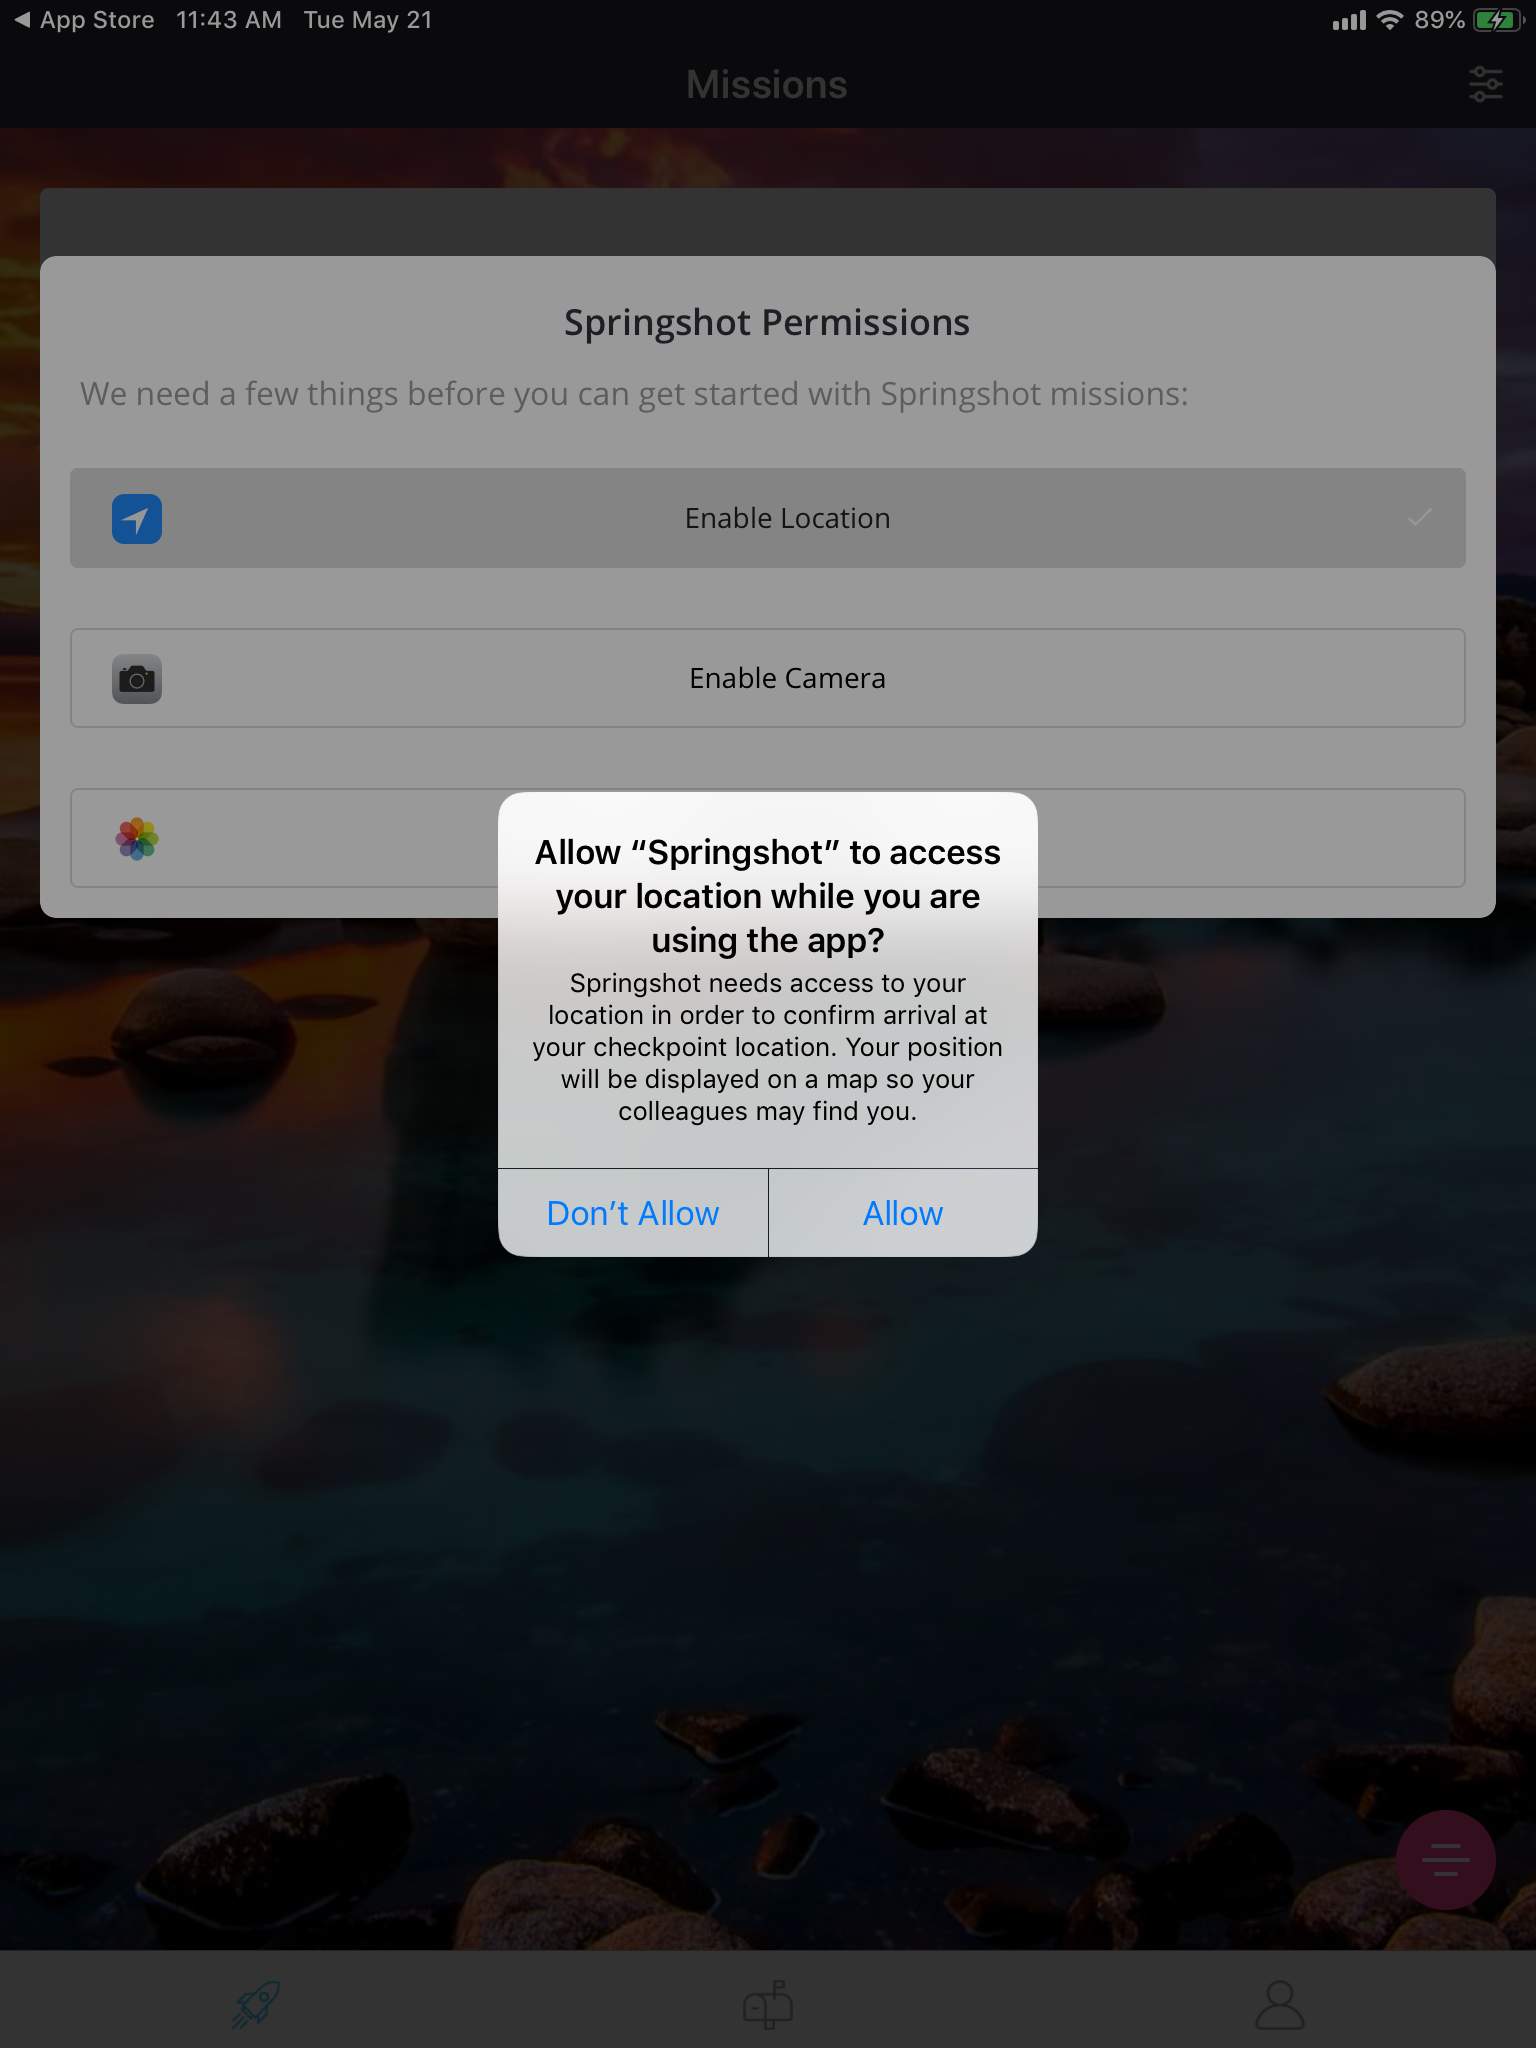 App Store 11:43 AM Tue May 21 89%
Missions
Springshot Permissions
We need a few things before you can get started with Springshot missions:
Enable Location
Enable Camera
Allow “Springshot” to access
your location while you are
using the app?
Springshot needs access to your
location in order to confirm arrival at
your checkpoint location. Your position
will be displayed on a map so your
colleagues may find you.
Don’t Allow Allow